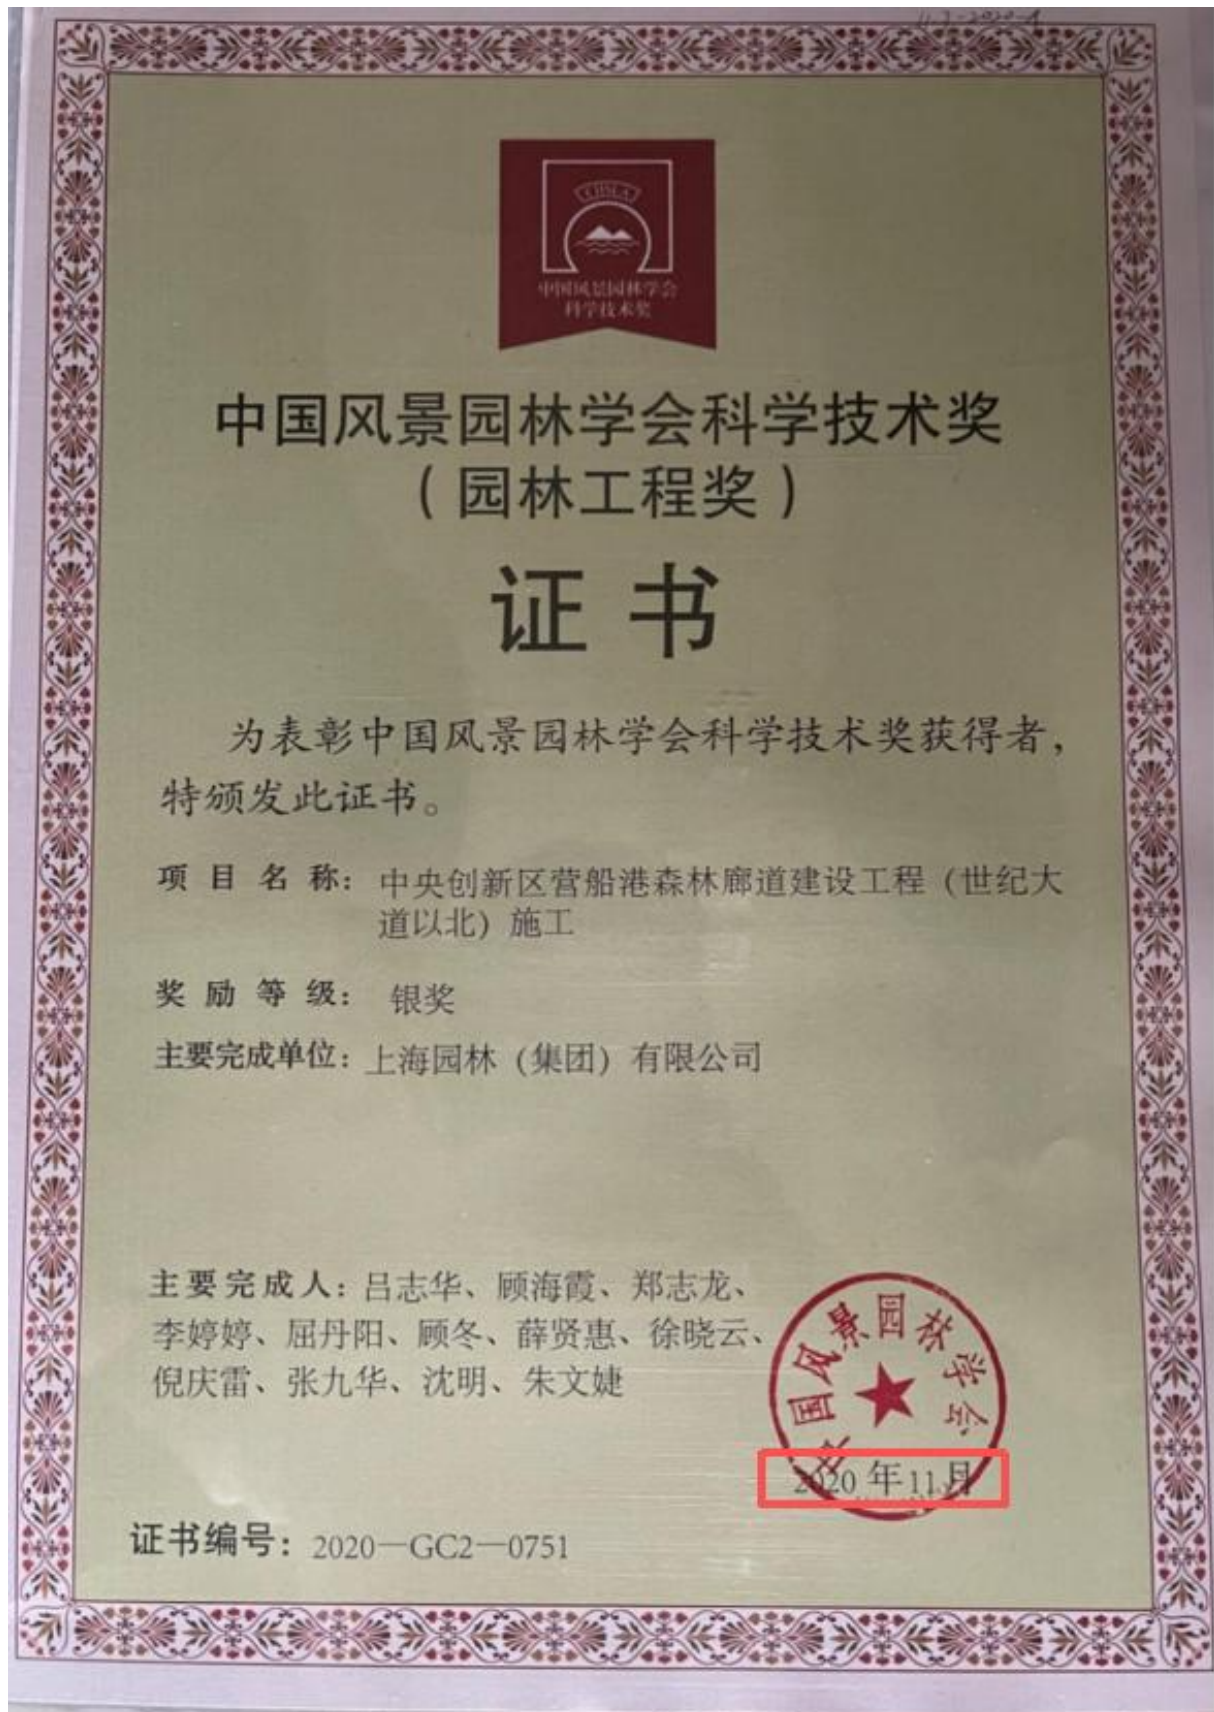 CHSLA
中国风景园林学会
科学技术奖
中国风景园林学会科学技术奖
（园林工程奖）
证书
为表彰中国风景园林学会科学技术奖获得者，
特颁发此证书。
项目名称：中央创新区营船港森林廊道建设工程（世纪大
道以北）施工
奖励等级：银奖
主要完成单位：上海园林（集团）有限公司
主要完成人：吕志华、顾海霞、郑志龙、
李婷婷、屈丹阳、顾冬、薛贤惠、徐晓云、
倪庆雷、张九华、沈明、朱文婕
中国风景园林学会
2020年11月
证书编号：2020—GC2—0751